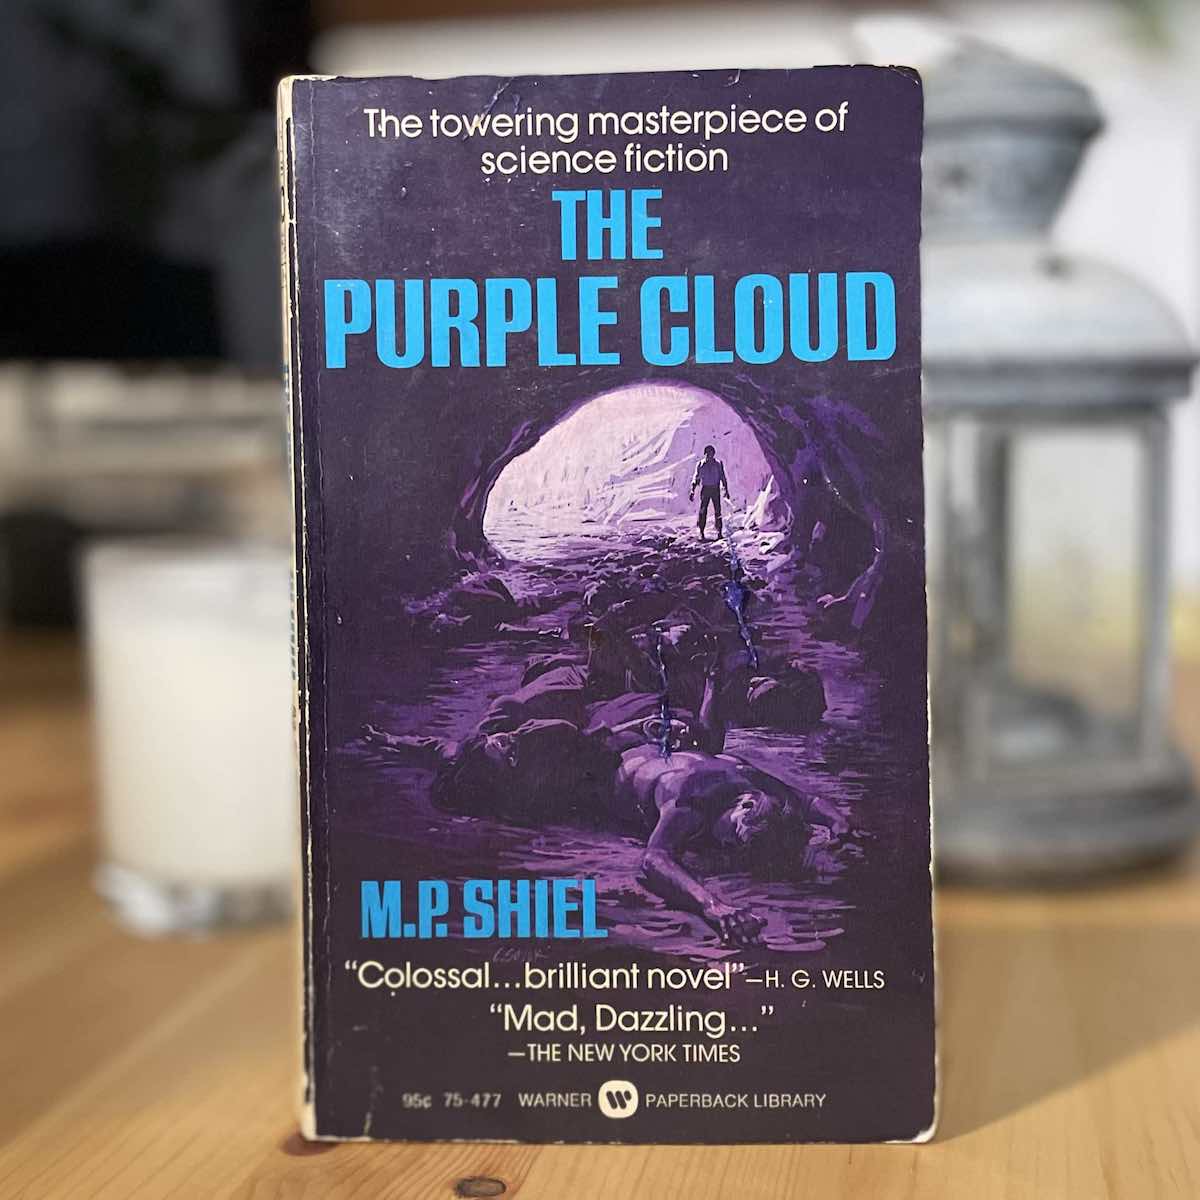 The towering masterpiece of
science fiction
THE
PURPLE CLOUD
M.P. SHIEL
“Colossal...brilliant novel”—H. G. WELLS
“Mad, Dazzling...”
—THE NEW YORK TIMES
95¢ 75-477 WARNER W PAPERBACK LIBRARY